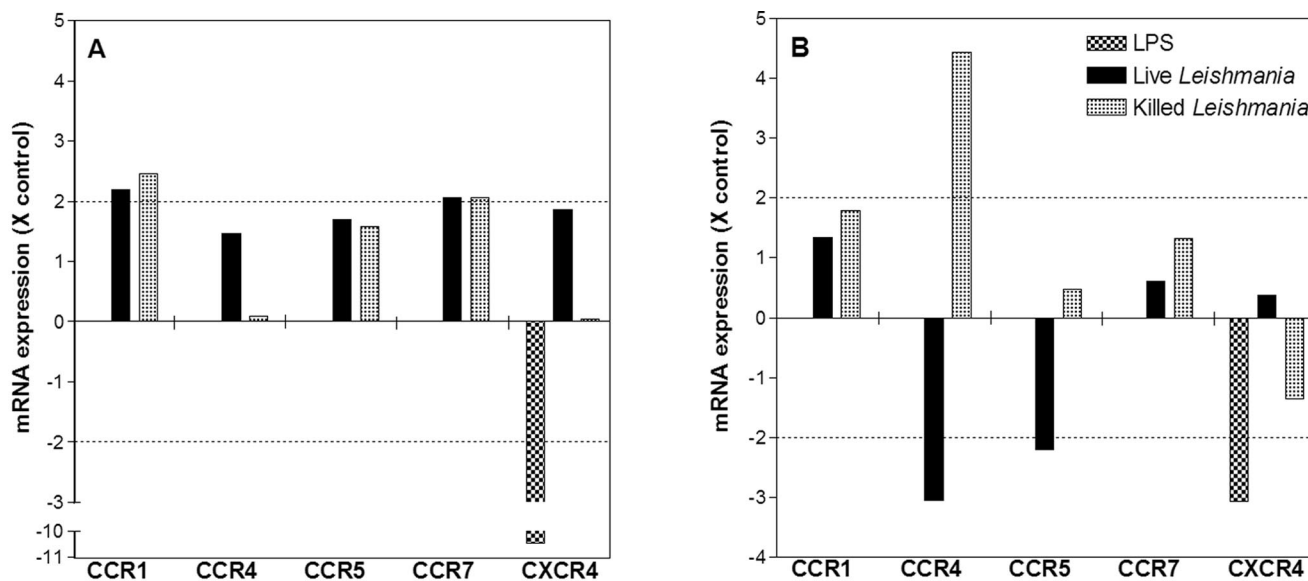 A
mRNA expression (X control)
5
4
3
2
1
0
-1
-2
-3
-10
-11
CCR1 CCR4 CCR5 CCR7 CXCR4
B
LPS
Live Leishmania
Killed Leishmania
mRNA expression (X control)
5
4
3
2
1
0
-1
-2
-3
-4
CCR1 CCR4 CCR5 CCR7 CXCR4